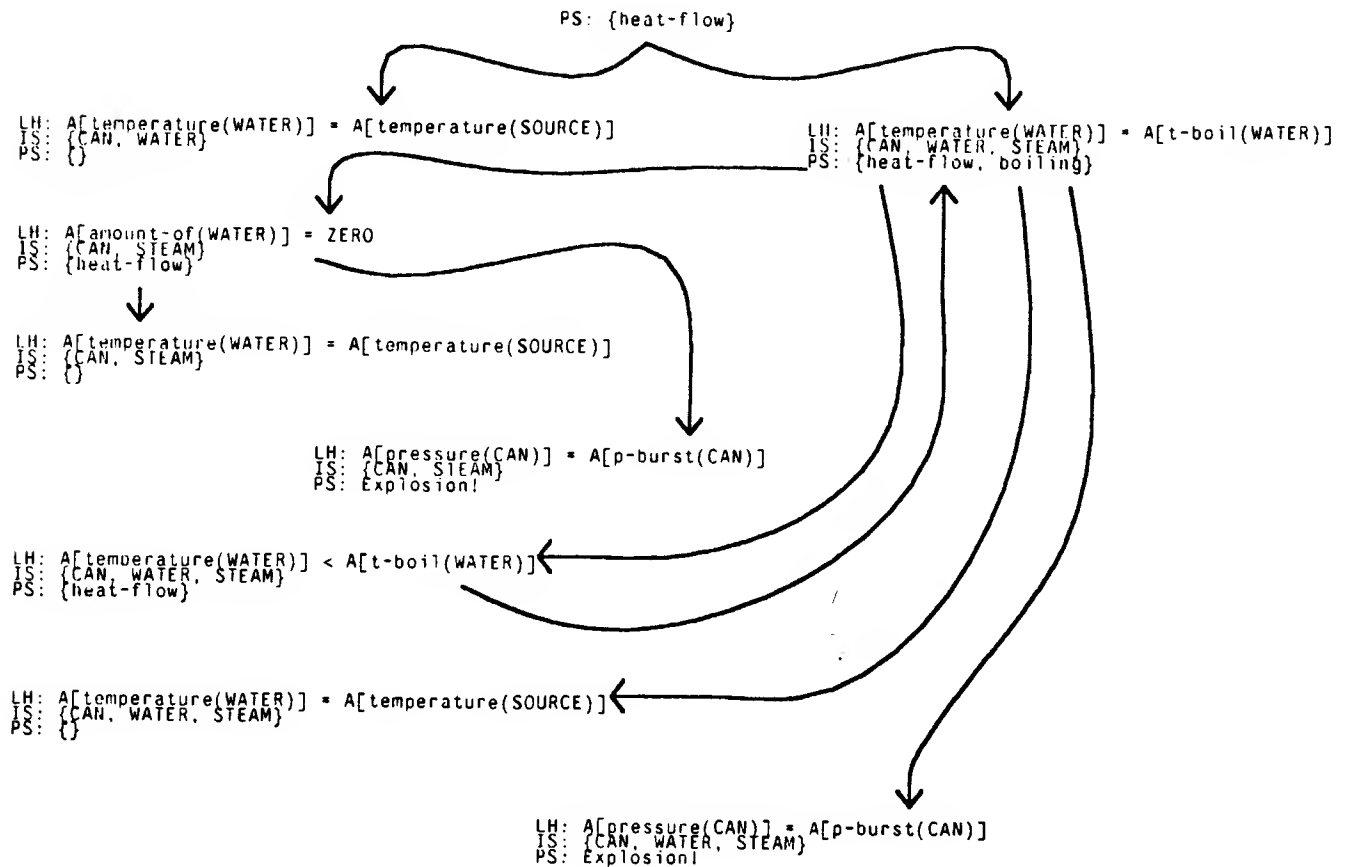 PS: {heat-flow}
LH: A[temperature(WATER)] = A[temperature(SOURCE)]
IS: {CAN, WATER}
PS: {}
LH: A[temperature(WATER)] = A[t-boil(WATER)]
IS: {CAN, WATER, STEAM}
PS: {heat-flow, boiling}
LH: A[amount-of(WATER)] = ZERO
IS: {CAN, STEAM}
PS: {heat-flow}
LH: A[temperature(WATER)] = A[temperature(SOURCE)]
IS: {CAN, STEAM}
PS: {}
LH: A[pressure(CAN)] = A[p-burst(CAN)]
IS: {CAN, STEAM}
PS: Explosion!
LH: A[temperature(WATER)] < A[t-boil(WATER)]
IS: {CAN, WATER, STEAM}
PS: {heat-flow}
LH: A[temperature(WATER)] = A[temperature(SOURCE)]
IS: {CAN, WATER, STEAM}
PS: {}
LH: A[pressure(CAN)] = A[p-burst(CAN)]
IS: {CAN, WATER, STEAM}
PS: Explosion!